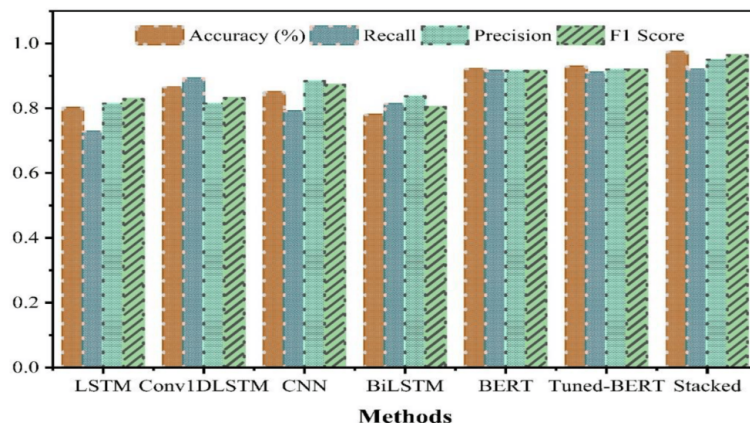 Accuracy (%) Recall Precision F1 Score
1.0
0.8
0.6
0.4
0.2
0.0
LSTM Conv1DLSTM CNN BiLSTM BERT Tuned-BERT Stacked
Methods